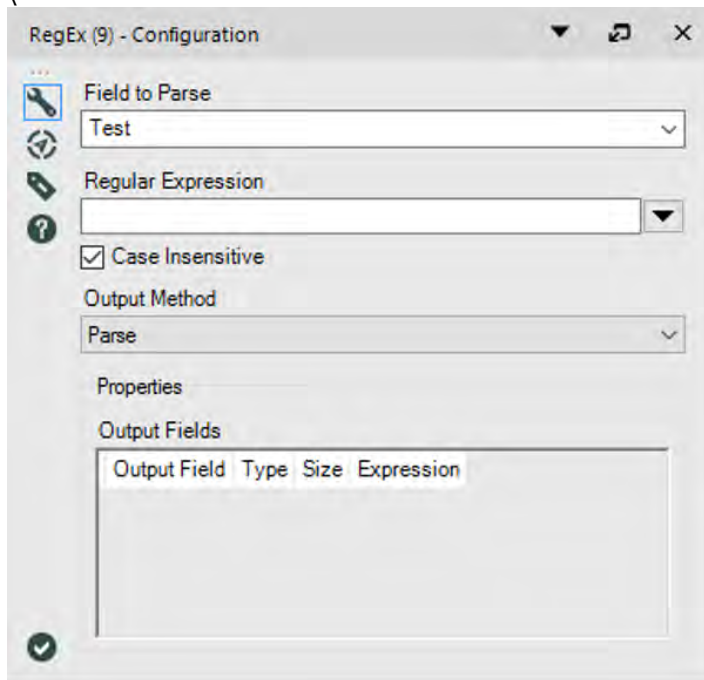 RegEx (9) - Configuration
Field to Parse
Test
Regular Expression
Case Insensitive
Output Method
Parse
Properties
Output Fields
Output Field Type Size Expression